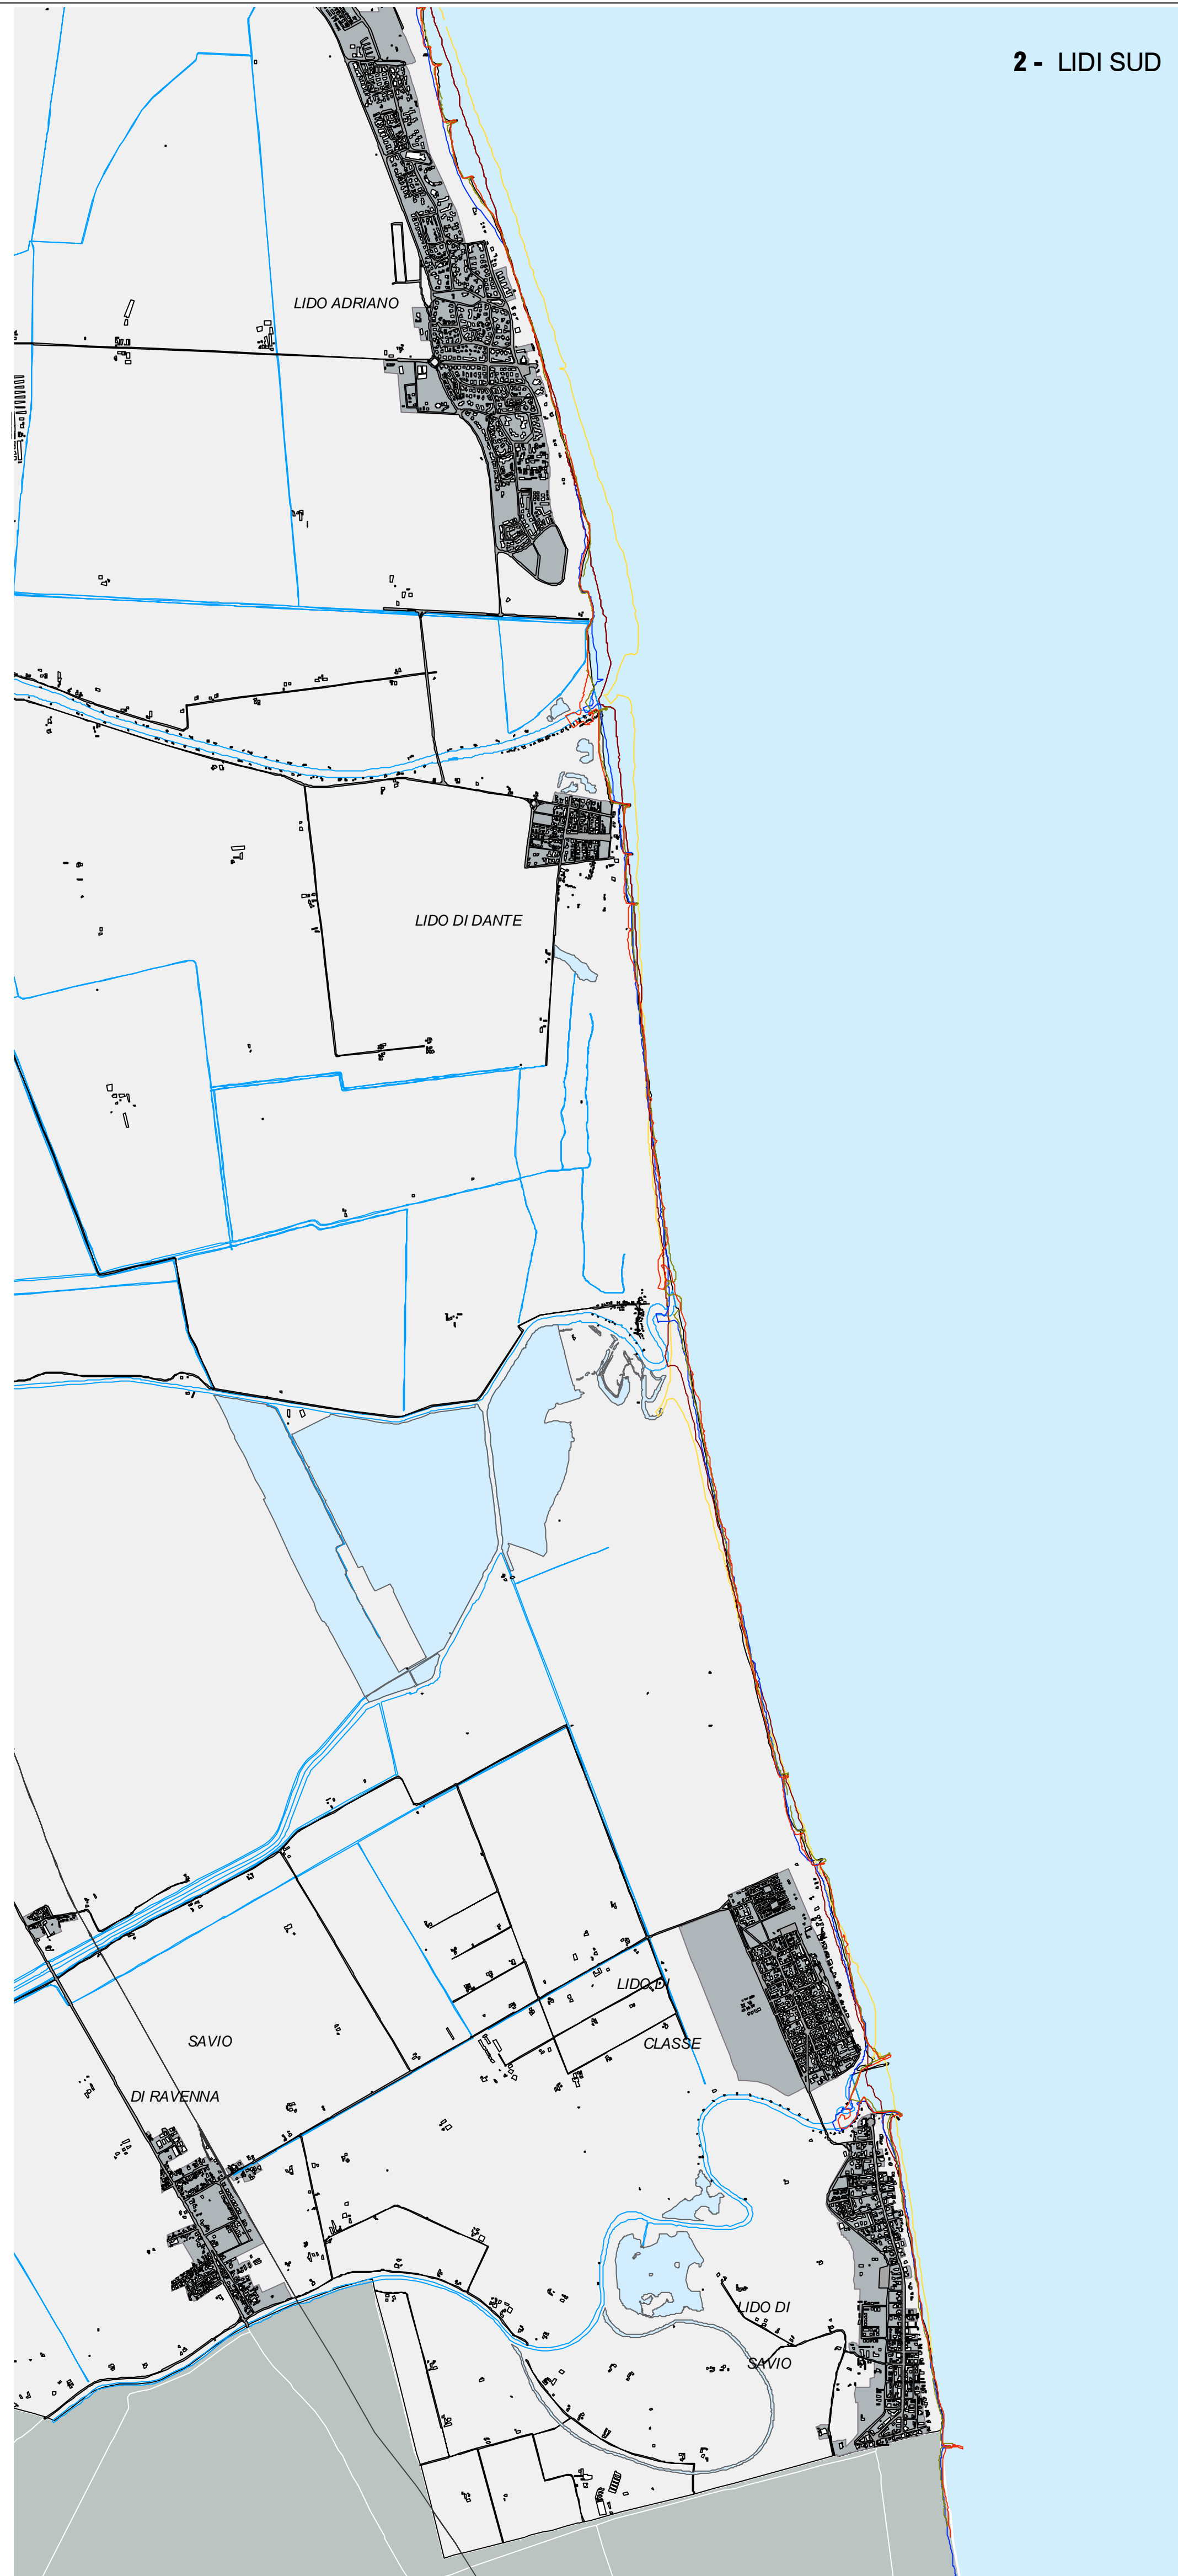 2 - LIDI SUD
LIDO ADRIANO
LIDO DI DANTE
LIDO DI
CLASSE
SAVIO
DI RAVENNA
LIDO DI
SAVIO